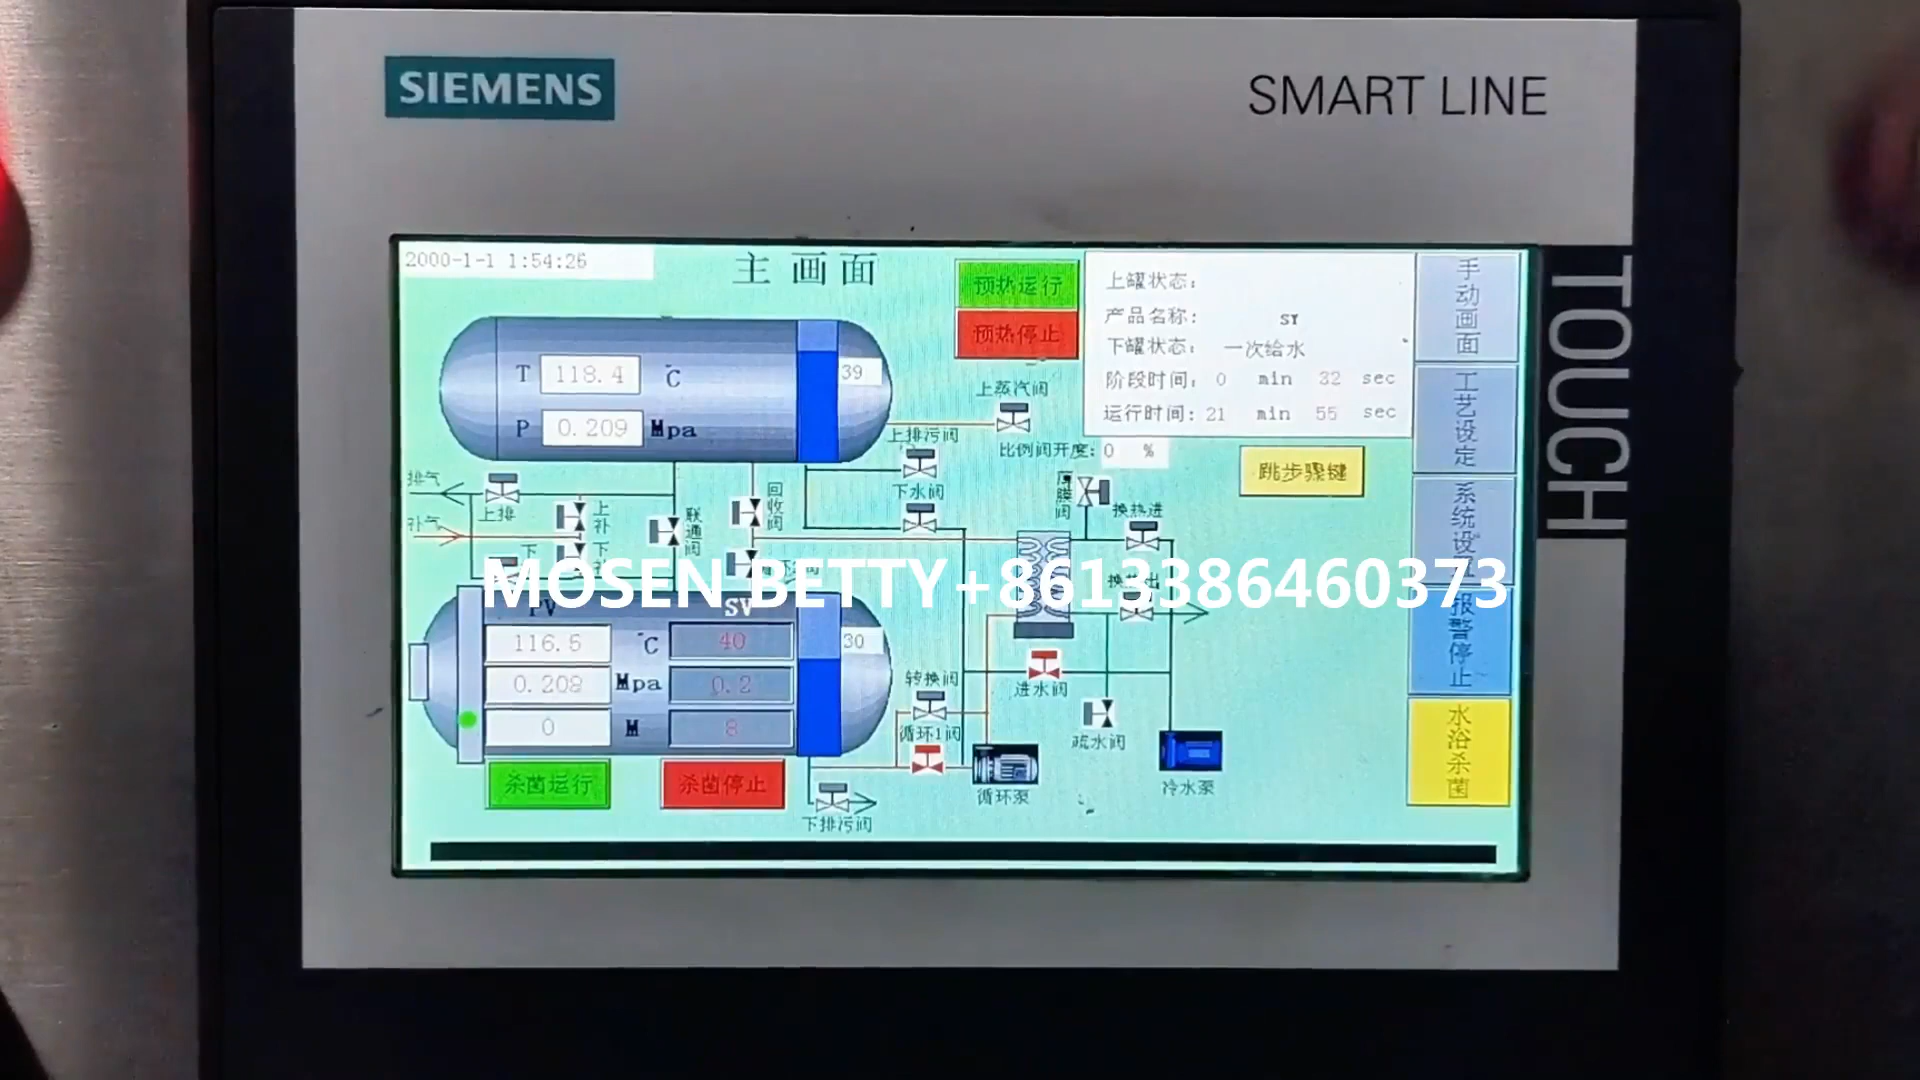 SIEMENS
SMART LINE
TOUCH
2000-1-1 1:54:26
主画面
预热运行
预热停止
上罐状态:
产品名称: SY
下罐状态: 一次给水
阶段时间: 0 min 32 sec
运行时间: 21 min 55 sec
手动画面
工艺设定
系统设
报警停止
水浴杀菌
T 118.4 ℃
P 0.209 Mpa
39
上蒸汽阀
上排污阀
比例阀开度: 0 %
跳步骤键
下水阀
排气
上排
补气
上补
下
下
联通阀
回收阀
薄膜阀
换热进
MOSEN BETTY+8613386460373
PV
SV
116.5 ℃ 40
0.209 Mpa 0.2
0 M 8
30
转换阀
循环1阀
进水阀
疏水阀
循环泵
冷水泵
杀菌运行
杀菌停止
下排污阀